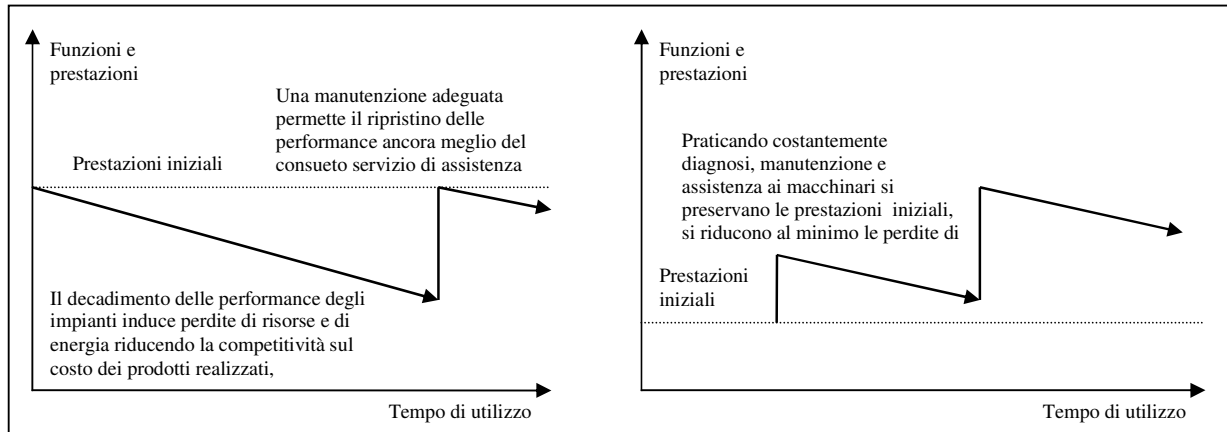 Funzioni e
prestazioni
Una manutenzione adeguata
permette il ripristino delle
performance ancora meglio del
consueto servizio di assistenza
Prestazioni iniziali
Il decadimento delle performance degli
impianti induce perdite di risorse e di
energia riducendo la competitività sul
costo dei prodotti realizzati,
Tempo di utilizzo
Funzioni e
prestazioni
Praticando costantemente
diagnosi, manutenzione e
assistenza ai macchinari si
preservano le prestazioni iniziali,
si riducono al minimo le perdite di
Prestazioni
iniziali
Tempo di utilizzo